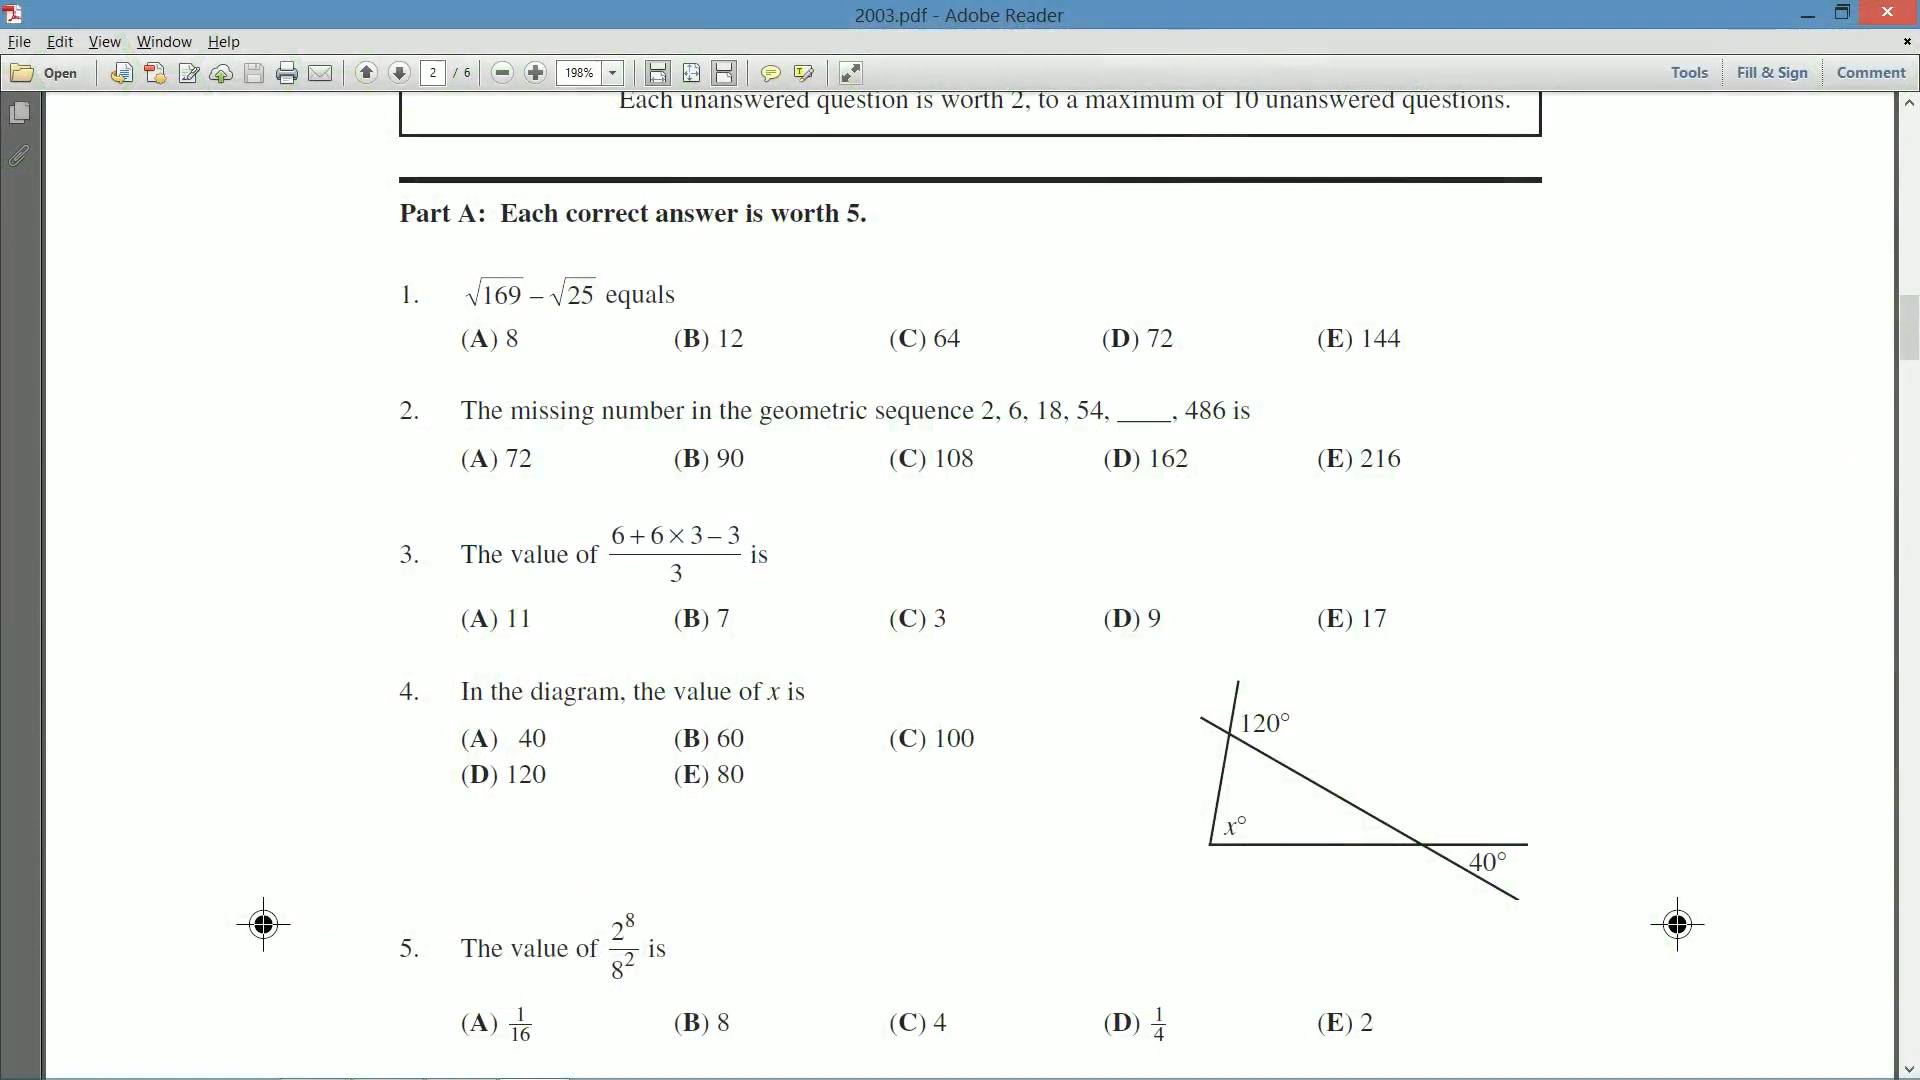 2003.pdf - Adobe Reader
File Edit View Window Help
Open 2 / 6 198% Tools Fill & Sign Comment
Each unanswered question is worth 2, to a maximum of 10 unanswered questions.
Part A: Each correct answer is worth 5.
1. √169 – √25 equals
(A) 8 (B) 12 (C) 64 (D) 72 (E) 144
2. The missing number in the geometric sequence 2, 6, 18, 54, ____, 486 is
(A) 72 (B) 90 (C) 108 (D) 162 (E) 216
3. The value of (6 + 6 × 3 – 3)/3 is
(A) 11 (B) 7 (C) 3 (D) 9 (E) 17
4. In the diagram, the value of x is
(A) 40 (B) 60 (C) 100
(D) 120 (E) 80
120°
x°
40°
5. The value of 2⁸/8² is
(A) 1/16 (B) 8 (C) 4 (D) 1/4 (E) 2